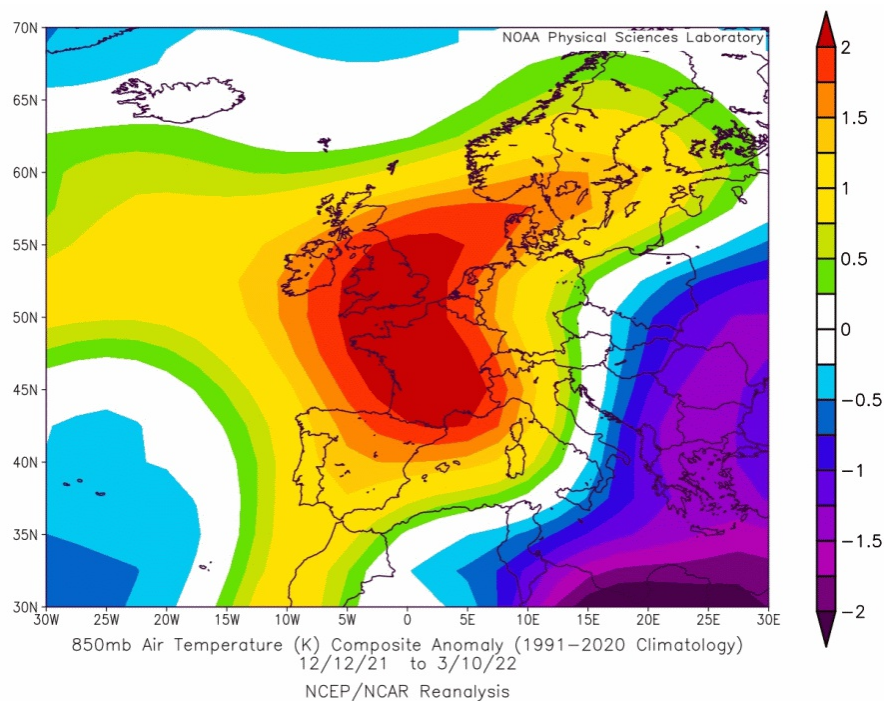 NOAA Physical Sciences Laboratory
70N
65N
60N
55N
50N
45N
40N
35N
30N
30W 25W 20W 15W 10W 5W 0 5E 10E 15E 20E 25E 30E
2
1.5
1
0.5
0
-0.5
-1
-1.5
-2
850mb Air Temperature (K) Composite Anomaly (1991-2020 Climatology)
12/12/21 to 3/10/22
NCEP/NCAR Reanalysis